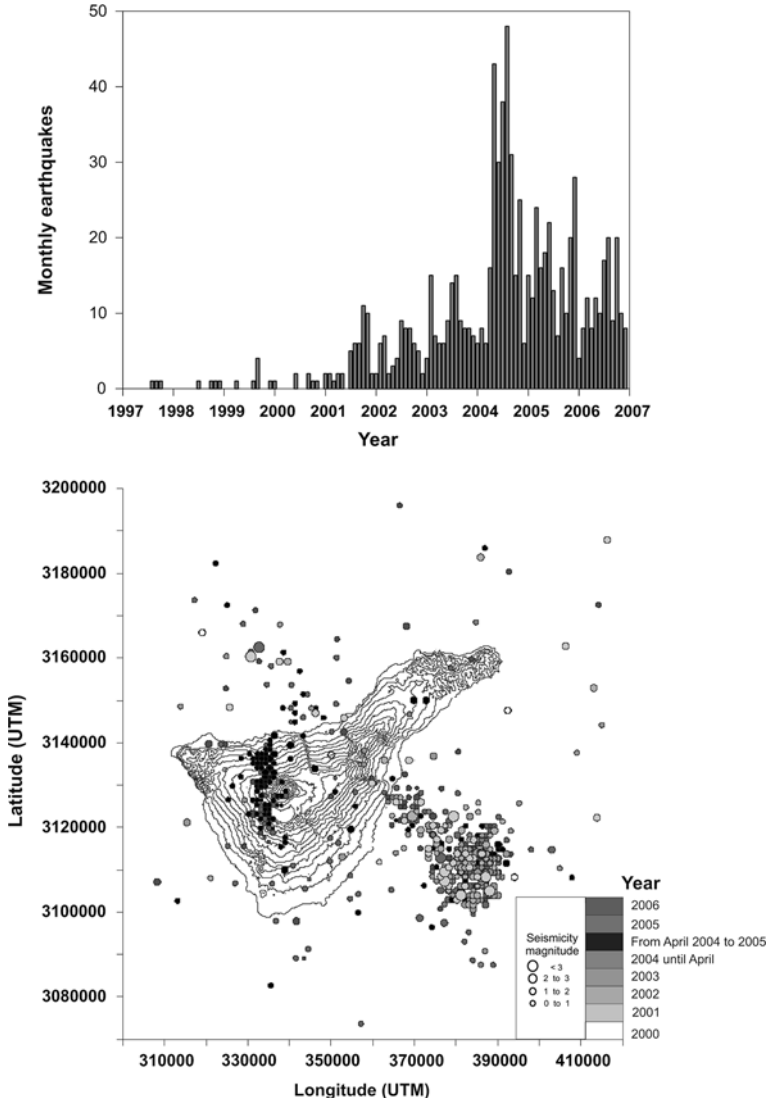 50
40
30
20
10
0
Monthly earthquakes
1997 1998 1999 2000 2001 2002 2003 2004 2005 2006 2007
Year
3200000
3180000
3160000
3140000
3120000
3100000
3080000
Latitude (UTM)
310000 330000 350000 370000 390000 410000
Longitude (UTM)
Seismicity
magnitude
< 3
2 to 3
1 to 2
0 to 1
Year
2006
2005
From April 2004 to 2005
2004 until April
2003
2002
2001
2000